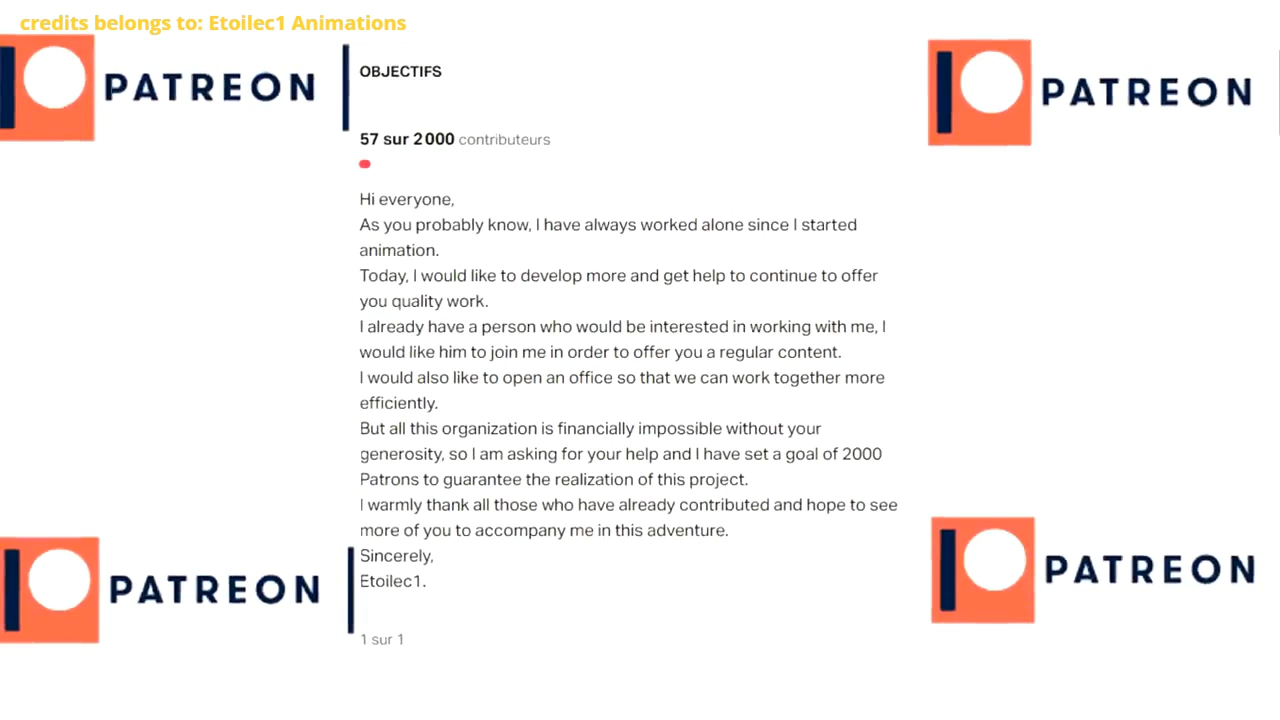 credits belongs to: Etoilec1 Animations
PATREON
PATREON
OBJECTIFS
57 sur 2 000 contributeurs
Hi everyone,
As you probably know, I have always worked alone since I started
animation.
Today, I would like to develop more and get help to continue to offer
you quality work.
I already have a person who would be interested in working with me, I
would like him to join me in order to offer you a regular content.
I would also like to open an office so that we can work together more
efficiently.
But all this organization is financially impossible without your
generosity, so I am asking for your help and I have set a goal of 2000
Patrons to guarantee the realization of this project.
I warmly thank all those who have already contributed and hope to see
more of you to accompany me in this adventure.
Sincerely,
Etoilec1.
PATREON
PATREON
1 sur 1